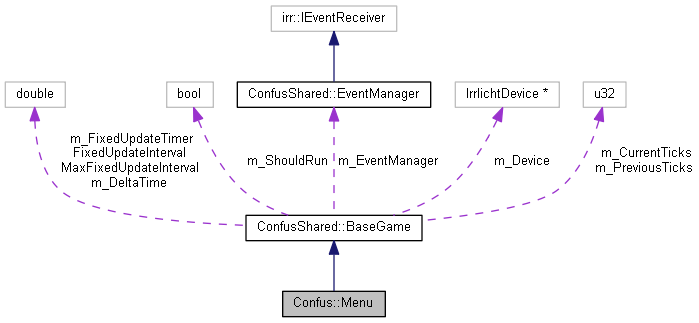 irr::IEventReceiver
double
bool
ConfusShared::EventManager
IrrlichtDevice *
u32
m_FixedUpdateTimer
FixedUpdateInterval
MaxFixedUpdateInterval
m_DeltaTime
m_ShouldRun
m_EventManager
m_Device
m_CurrentTicks
m_PreviousTicks
ConfusShared::BaseGame
Confus::Menu